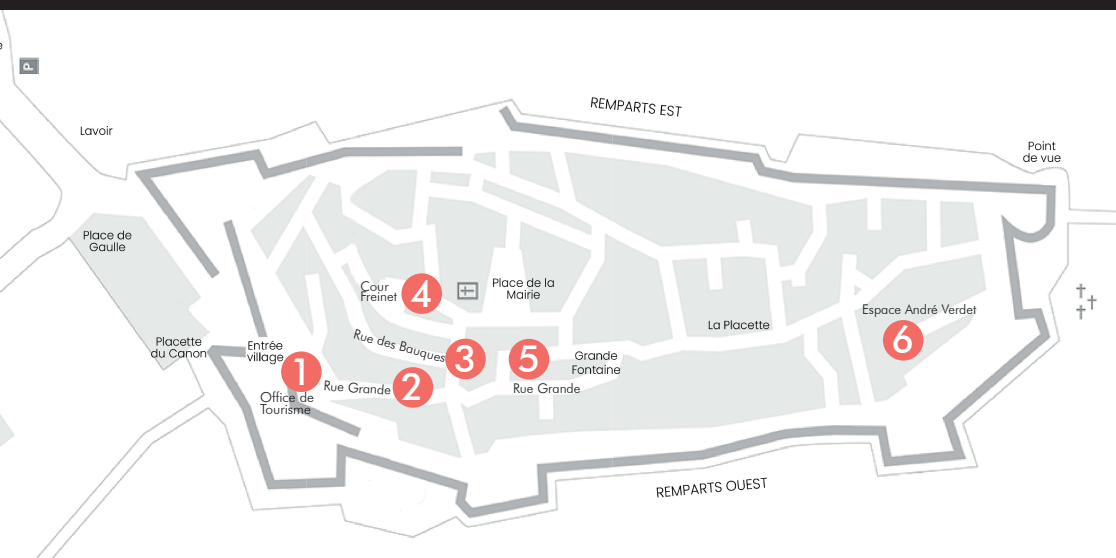 e
P
Lavoir
REMPARTS EST
Point
de vue
Place de
Gaulle
Cour
Freinet
4
Place de la
Mairie
Espace André Verdet
6
La Placette
Placette
du Canon
Entrée
village
1
Office de
Tourisme
Rue des Bauques
3
5
Grande
Fontaine
Rue Grande
2
Rue Grande
REMPARTS OUEST